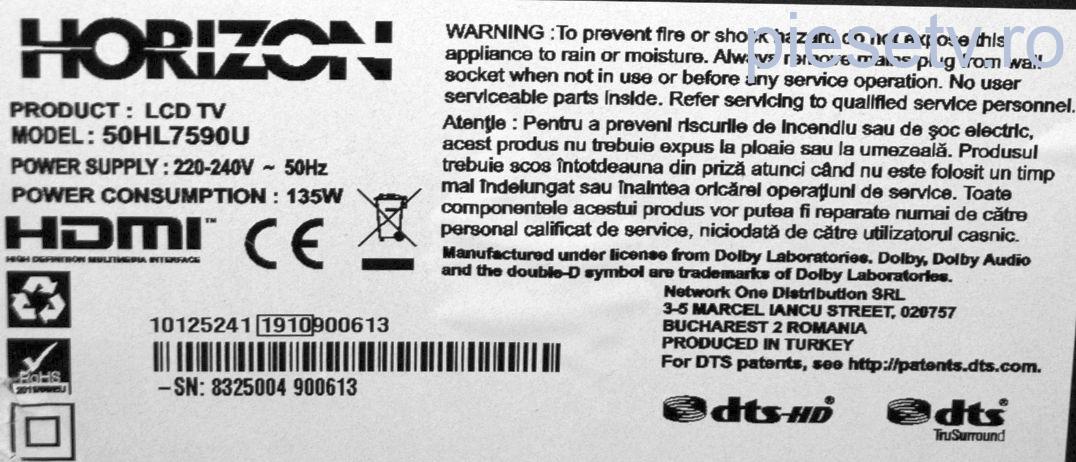 HORIZON
PRODUCT : LCD TV
MODEL : 50HL7590U
POWER SUPPLY : 220-240V ~ 50Hz
POWER CONSUMPTION : 135W
HDMI™
HIGH DEFINITION MULTIMEDIA INTERFACE
CE
RoHS
10125241 1910900613
-SN: 8325004 900613
piesetv.ro
WARNING : To prevent fire or shock hazard do not expose this
appliance to rain or moisture. Always remove mains plug from wall
socket when not in use or before any service operation. No user
serviceable parts inside. Refer servicing to qualified service personnel.
Atenţie : Pentru a preveni riscurile de incendiu sau de şoc electric,
acest produs nu trebuie expus la ploaie sau la umezeală. Produsul
trebuie scos întotdeauna din priză atunci când nu este folosit un timp
mai îndelungat sau înaintea oricărei operaţiuni de service. Toate
componentele acestui produs vor putea fi reparate numai de către
personal calificat de service, niciodată de către utilizatorul casnic.
Manufactured under license from Dolby Laboratories. Dolby, Dolby Audio
and the double-D symbol are trademarks of Dolby Laboratories.
Network One Distribution SRL
3-5 MARCEL IANCU STREET, 020757
BUCHAREST 2 ROMANIA
PRODUCED IN TURKEY
For DTS patents, see http://patents.dts.com.
dts-HD®
dts®
TruSurround